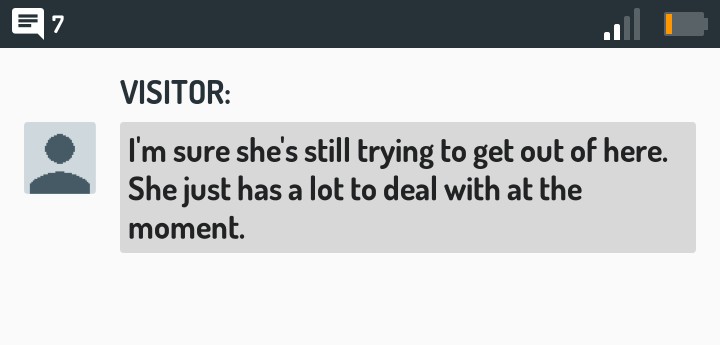 7
VISITOR:
I'm sure she's still trying to get out of here.
She just has a lot to deal with at the
moment.